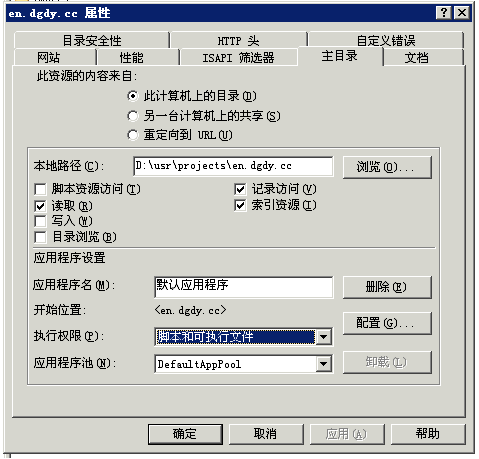 en.dgdy.cc 属性
目录安全性 HTTP 头 自定义错误
网站 性能 ISAPI 筛选器 主目录 文档
此资源的内容来自:
此计算机上的目录(D)
另一台计算机上的共享(S)
重定向到 URL(U)
本地路径(C): D:\usr\projects\en.dgdy.cc 浏览(O)...
脚本资源访问(T) 记录访问(V)
读取(R) 索引资源(I)
写入(W)
目录浏览(B)
应用程序设置
应用程序名(M): 默认应用程序 删除(E)
开始位置: <en.dgdy.cc>
配置(G)...
执行权限(P): 脚本和可执行文件
应用程序池(N): DefaultAppPool 卸载(L)
确定 取消 应用(A) 帮助